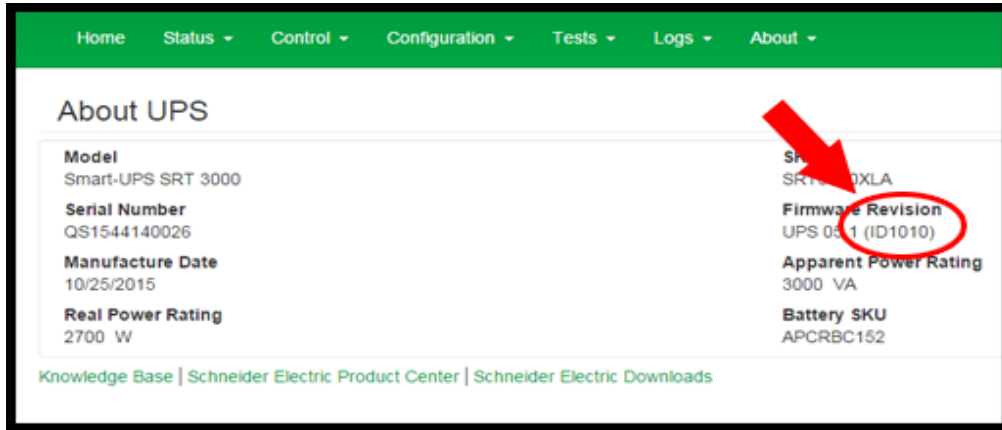 Home Status Control Configuration Tests Logs About
About UPS
Model
Smart-UPS SRT 3000
Serial Number
QS1544140026
Manufacture Date
10/25/2015
Real Power Rating
2700 W
Firmware Revision
UPS (ID1010)
Apparent Power Rating
3000 VA
Battery SKU
APCRBC152
Knowledge Base | Schneider Electric Product Center | Schneider Electric Downloads